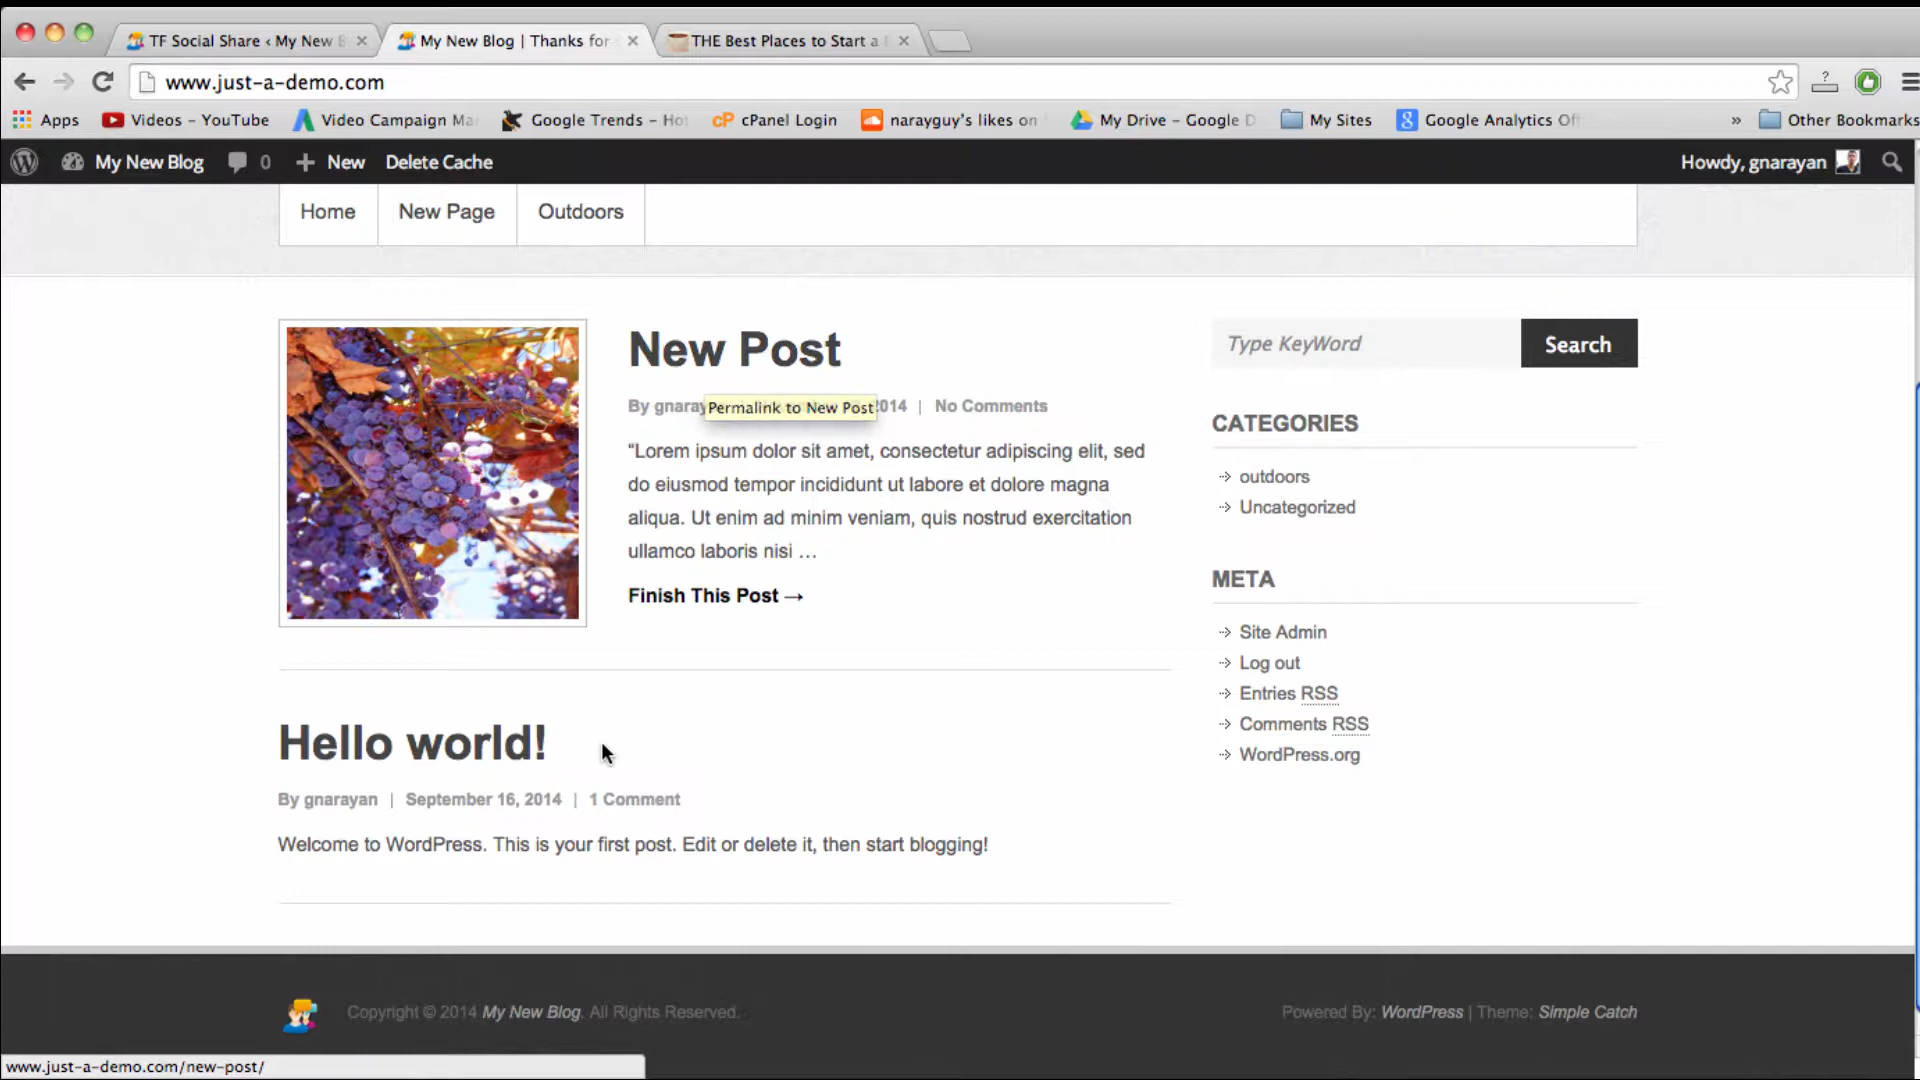 TF Social Share ‹ My New B
My New Blog | Thanks for
THE Best Places to Start a
www.just-a-demo.com
Apps
Videos - YouTube
Video Campaign Ma
Google Trends - Ho
cPanel Login
narayguy's likes on
My Drive - Google D
My Sites
Google Analytics Off
»
Other Bookmarks
My New Blog
0
New
Delete Cache
Howdy, gnarayan
Home
New Page
Outdoors
New Post
By gnaray
Permalink to New Post
2014 | No Comments
“Lorem ipsum dolor sit amet, consectetur adipiscing elit, sed
do eiusmod tempor incididunt ut labore et dolore magna
aliqua. Ut enim ad minim veniam, quis nostrud exercitation
ullamco laboris nisi …
Finish This Post →
Type KeyWord
Search
CATEGORIES
outdoors
Uncategorized
META
Site Admin
Log out
Entries RSS
Comments RSS
WordPress.org
Hello world!
By gnarayan | September 16, 2014 | 1 Comment
Welcome to WordPress. This is your first post. Edit or delete it, then start blogging!
Copyright © 2014 My New Blog. All Rights Reserved.
Powered By: WordPress | Theme: Simple Catch
www.just-a-demo.com/new-post/